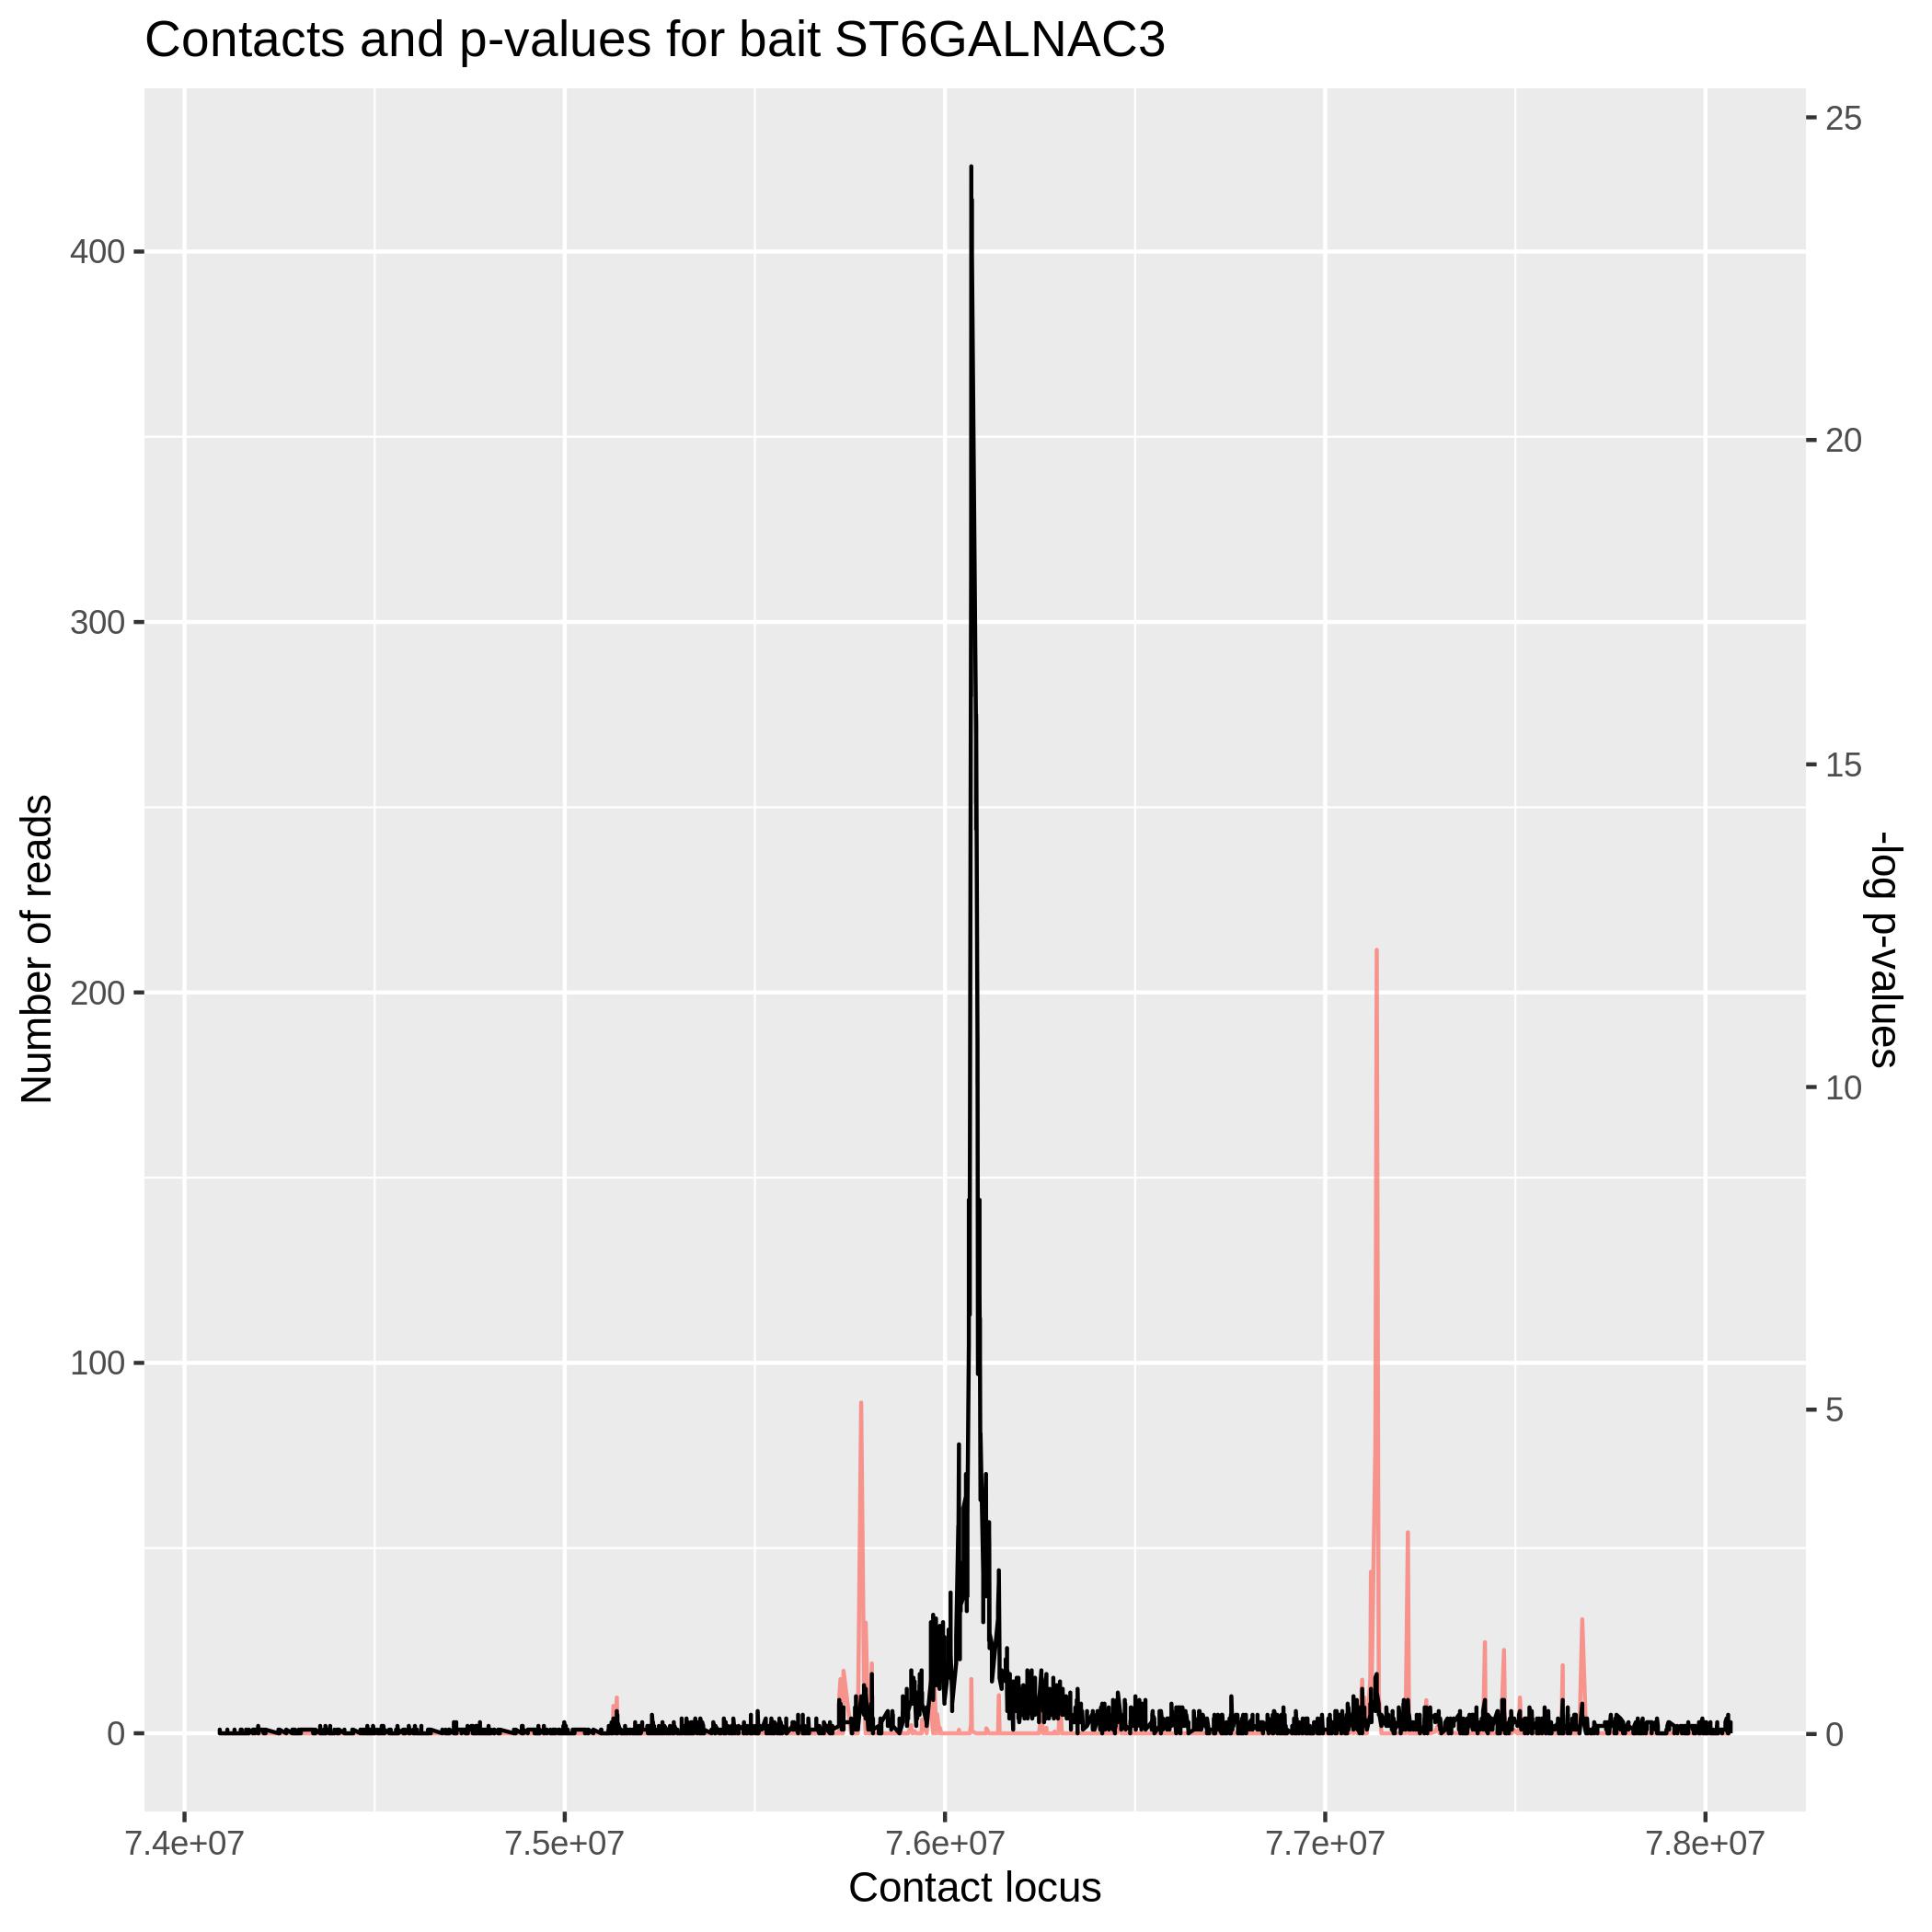 Contacts and p-values for bait ST6GALNAC3
Number of reads
400
300
200
100
0
25
20
15
10
5
0
-log p-values
7.4e+07
7.5e+07
7.6e+07
7.7e+07
7.8e+07
Contact locus